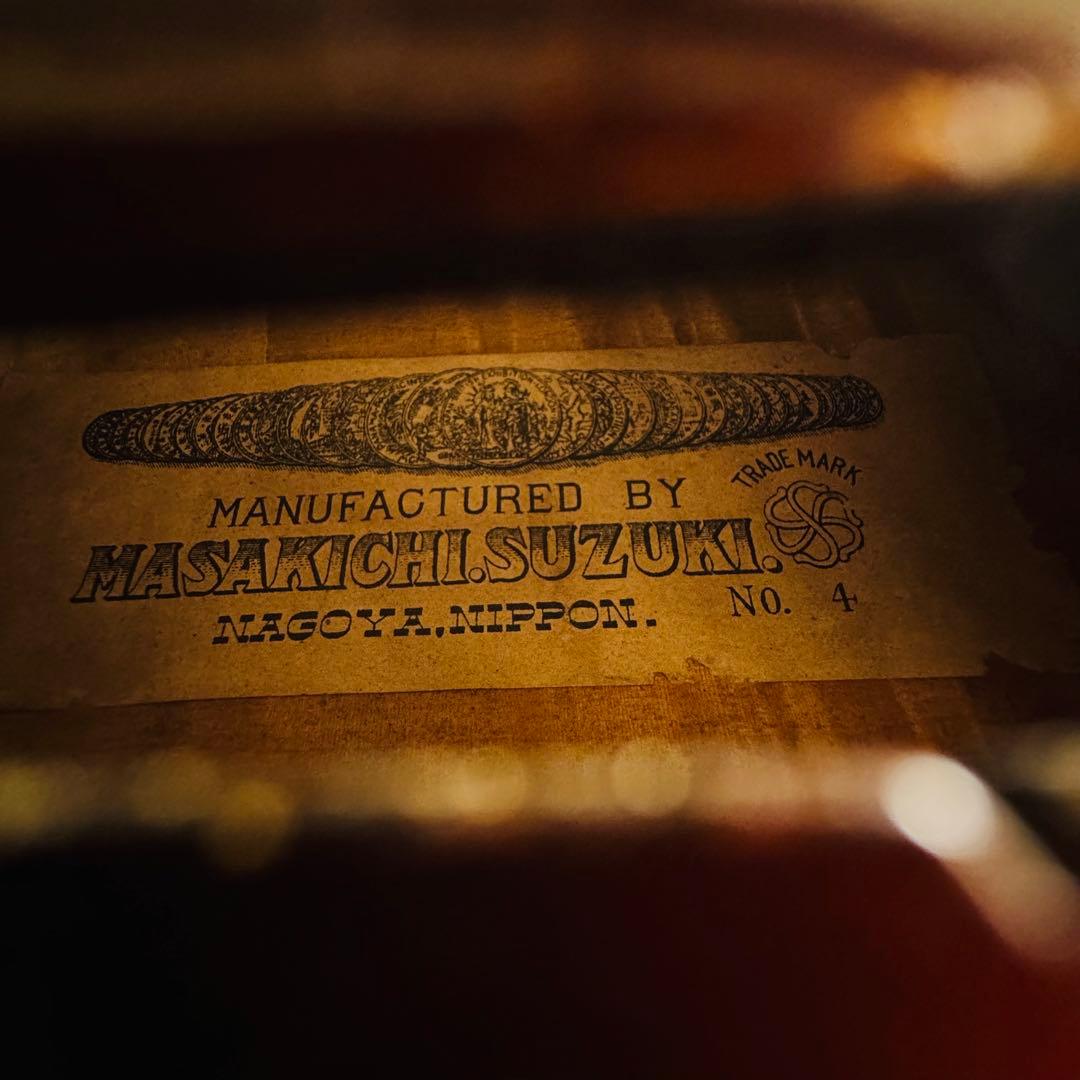 MANUFACTURED BY
MASAKICHI.SUZUKI.
NAGOYA,NIPPON.
TRADE MARK
No. 4